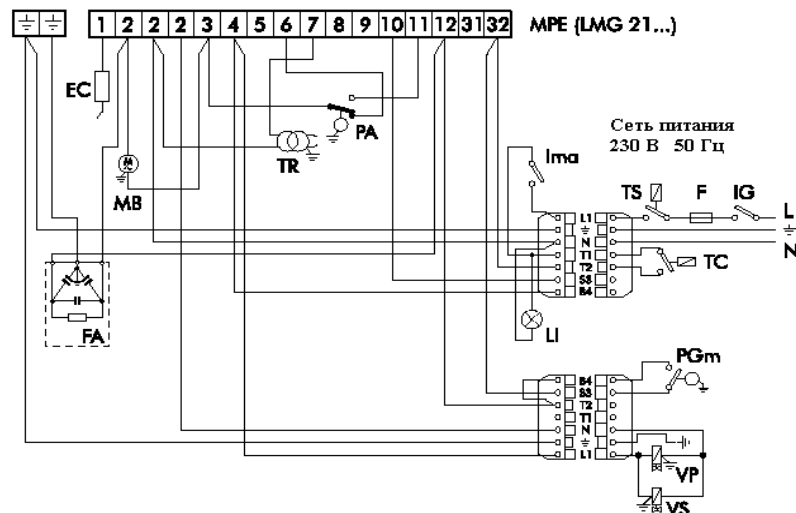 1 2 2 2 3 4 5 6 7 8 9 10 11 12 31 32 MPE (LMG 21...)
EC
MB
TR
PA
Ima
Сеть питания
230 В 50 Гц
TS F IG
L1 L
N N
T1
T2 TC
S3
B4
FA
LI
PGm
B4
S3
T2
T1
N
L1
VP
VS